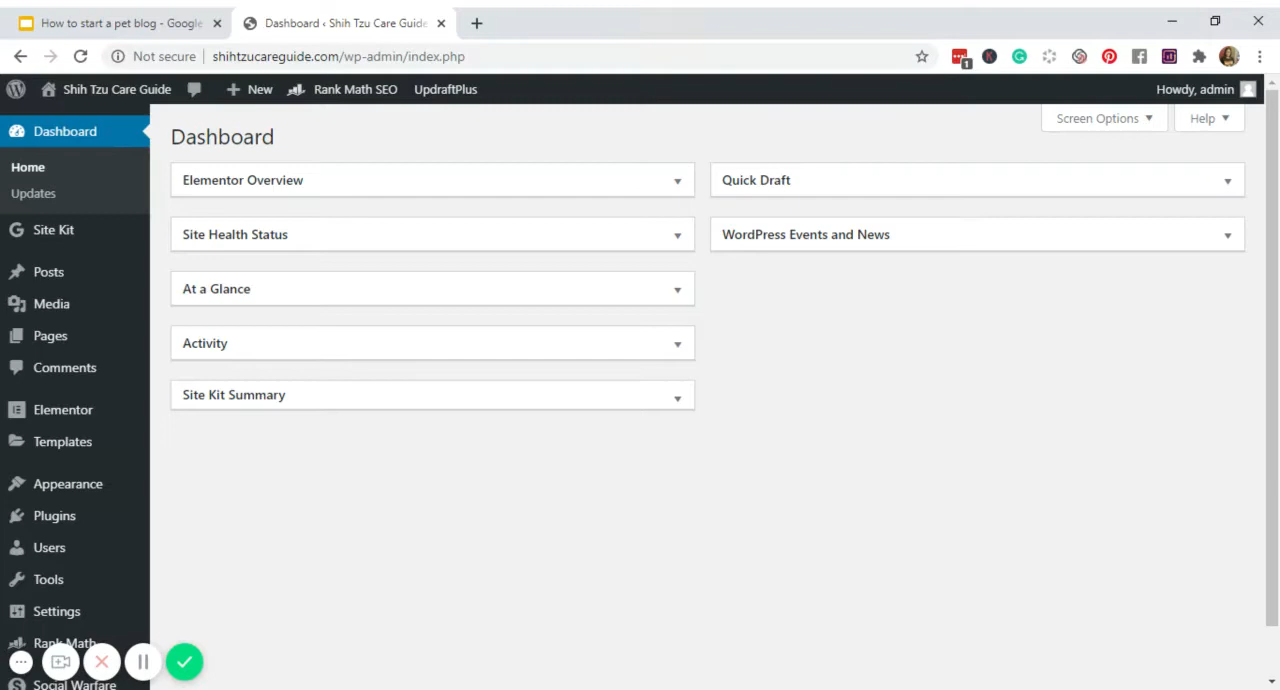 How to start a pet blog - Google
Dashboard ‹ Shih Tzu Care Guide
Not secure
shihtzucareguide.com/wp-admin/index.php
1
Shih Tzu Care Guide
New
Rank Math SEO
UpdraftPlus
Howdy, admin
Dashboard
Home
Updates
Site Kit
Posts
Media
Pages
Comments
Elementor
Templates
Appearance
Plugins
Users
Tools
Settings
Rank Math
Social Warfare
Screen Options
Help
Dashboard
Elementor Overview
Site Health Status
At a Glance
Activity
Site Kit Summary
Quick Draft
WordPress Events and News